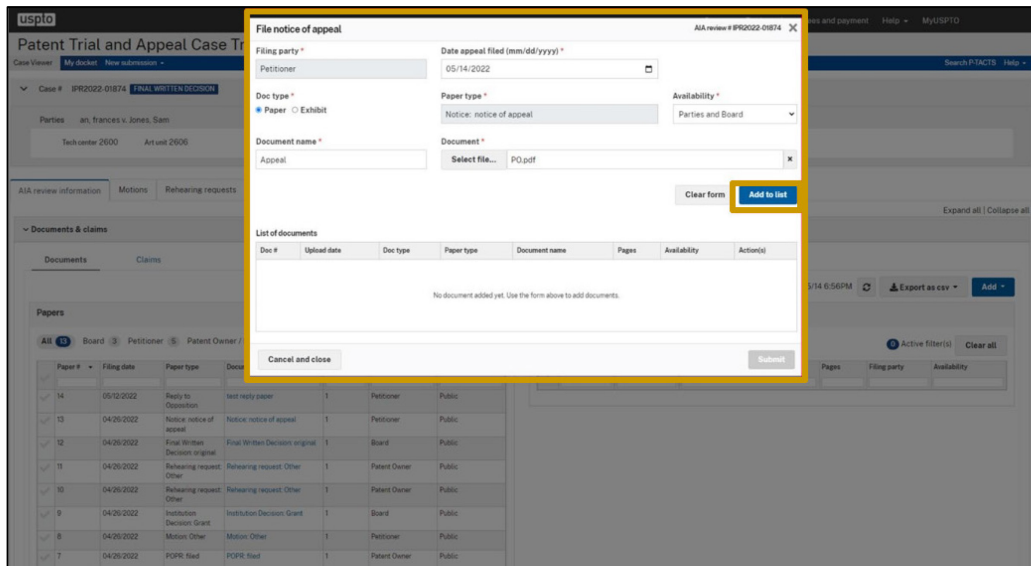 uspto
ees and payment Help MyUSPTO
Patent Trial and Appeal Case Tr
Case Viewer My docket New submission Search P-TACTS Help
Case # IPR2022-01874 FINAL WRITTEN DECISION
Parties an, frances v. Jones, Sam
Tech center 2600 Art unit 2606
AIA review information Motions Rehearing requests
Expand all | Collapse all
Documents & claims
Documents Claims
5/14 6:56PM Export as csv Add
Papers
All 13 Board 3 Petitioner 5 Patent Owner /
0 Active filter(s) Clear all
Paper # Filing date Paper type Docu
Pages Filing party Availability
14 05/12/2022 Reply to Opposition test reply paper 1 Petitioner Public
13 04/26/2022 Notice: notice of appeal Notice: notice of appeal 1 Petitioner Public
12 04/26/2022 Final Written Decision: original Final Written Decision: original 1 Board Public
11 04/26/2022 Rehearing request: Other Rehearing request: Other 1 Patent Owner Public
10 04/26/2022 Rehearing request: Other Rehearing request: Other 1 Patent Owner Public
9 04/26/2022 Institution Decision: Grant Institution Decision: Grant 1 Board Public
8 04/26/2022 Motion: Other Motion: Other 1 Petitioner Public
7 04/26/2022 POPR: filed POPR: filed 1 Patent Owner Public
File notice of appeal AIA review # IPR2022-01874
Filing party * Date appeal filed (mm/dd/yyyy) *
Petitioner 05/14/2022
Doc type * Paper type * Availability *
Paper Exhibit Notice: notice of appeal Parties and Board
Document name * Document *
Appeal Select file... PO.pdf x
Clear form Add to list
List of documents
Doc # Upload date Doc type Paper type Document name Pages Availability Action(s)
No document added yet. Use the form above to add documents.
Cancel and close Submit